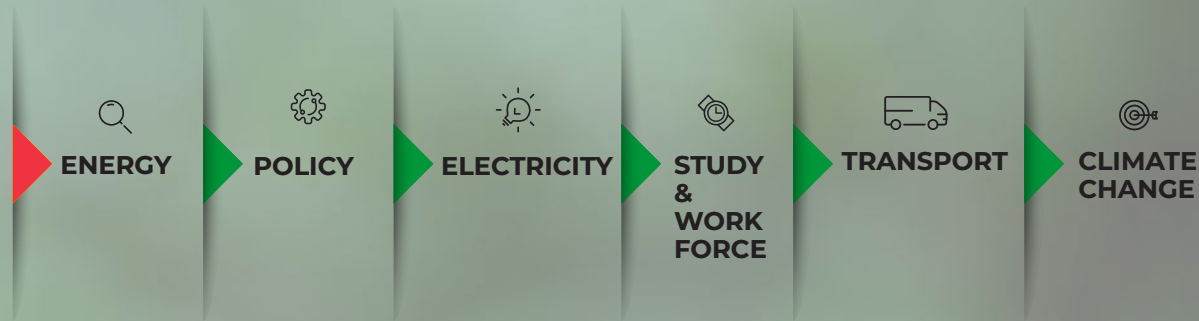 ENERGY
POLICY
ELECTRICITY
STUDY
&
WORK
FORCE
TRANSPORT
CLIMATE
CHANGE